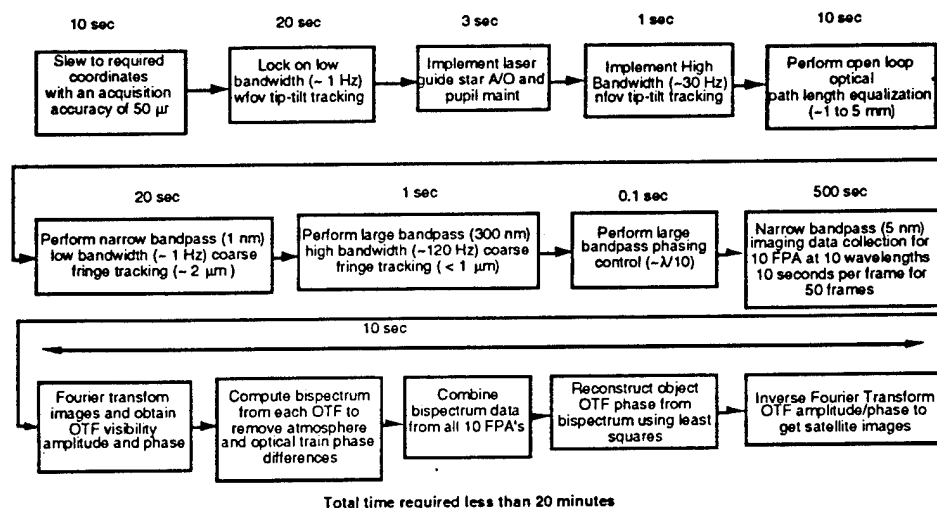 10 sec
20 sec
3 sec
1 sec
10 sec
Slew to required
coordinates
with an acquisition
accuracy of 50 μr
Lock on low
bandwidth (~ 1 Hz)
wfov tip-tilt tracking
Implement laser
guide star A/O and
pupil maint
Implement High
Bandwidth (~30 Hz)
nfov tip-tilt tracking
Perform open loop
optical
path length equalization
(~1 to 5 mm)
20 sec
1 sec
0.1 sec
500 sec
Perform narrow bandpass (1 nm)
low bandwidth (~ 1 Hz) coarse
fringe tracking (~ 2 μm )
Perform large bandpass (300 nm)
high bandwidth (~120 Hz) coarse
fringe tracking (< 1 μm)
Perform large
bandpass phasing
control (~λ/10)
Narrow bandpass (5 nm)
imaging data collection for
10 FPA at 10 wavelengths
10 seconds per frame for
50 frames
10 sec
Fourier transfom
images and obtain
OTF visibility
amplitude and phase
Compute bispectrum
from each OTF to
remove atmosphere
and optical train phase
differences
Combine
bispectrum data
from all 10 FPA's
Reconstruct object
OTF phase from
bispectrum using least
squares
Inverse Fourier Transform
OTF amplitude/phase to
get satellite images
Total time required less than 20 minutes